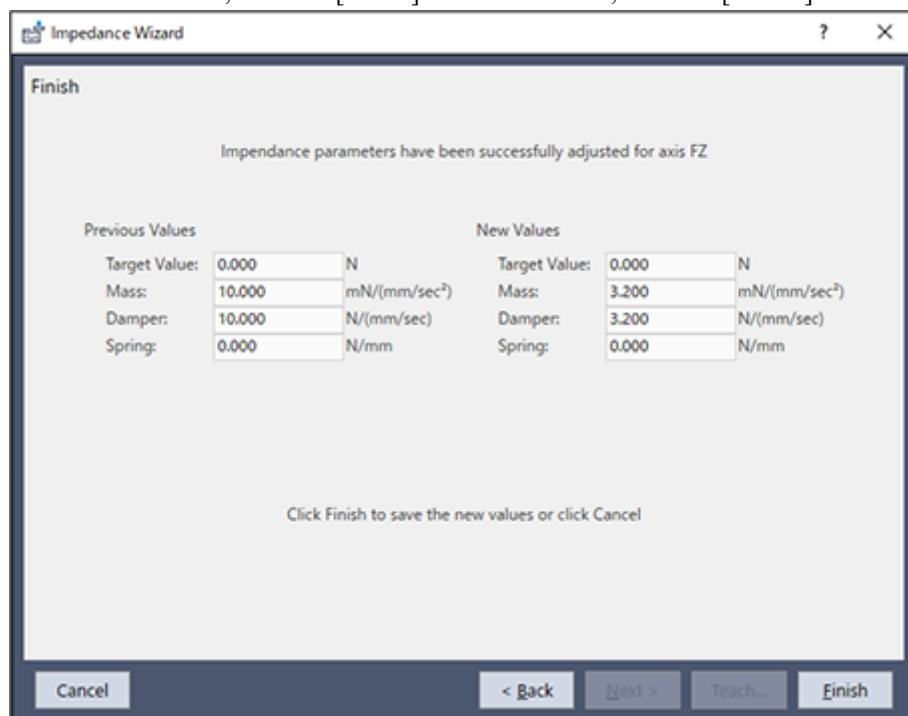 Impedance Wizard ? ×
Finish
Impendance parameters have been successfully adjusted for axis FZ
Previous Values New Values
Target Value: 0.000 N Target Value: 0.000 N
Mass: 10.000 mN/(mm/sec²) Mass: 3.200 mN/(mm/sec²)
Damper: 10.000 N/(mm/sec) Damper: 3.200 N/(mm/sec)
Spring: 0.000 N/mm Spring: 0.000 N/mm
Click Finish to save the new values or click Cancel
Cancel < Back Next > Teach... Finish